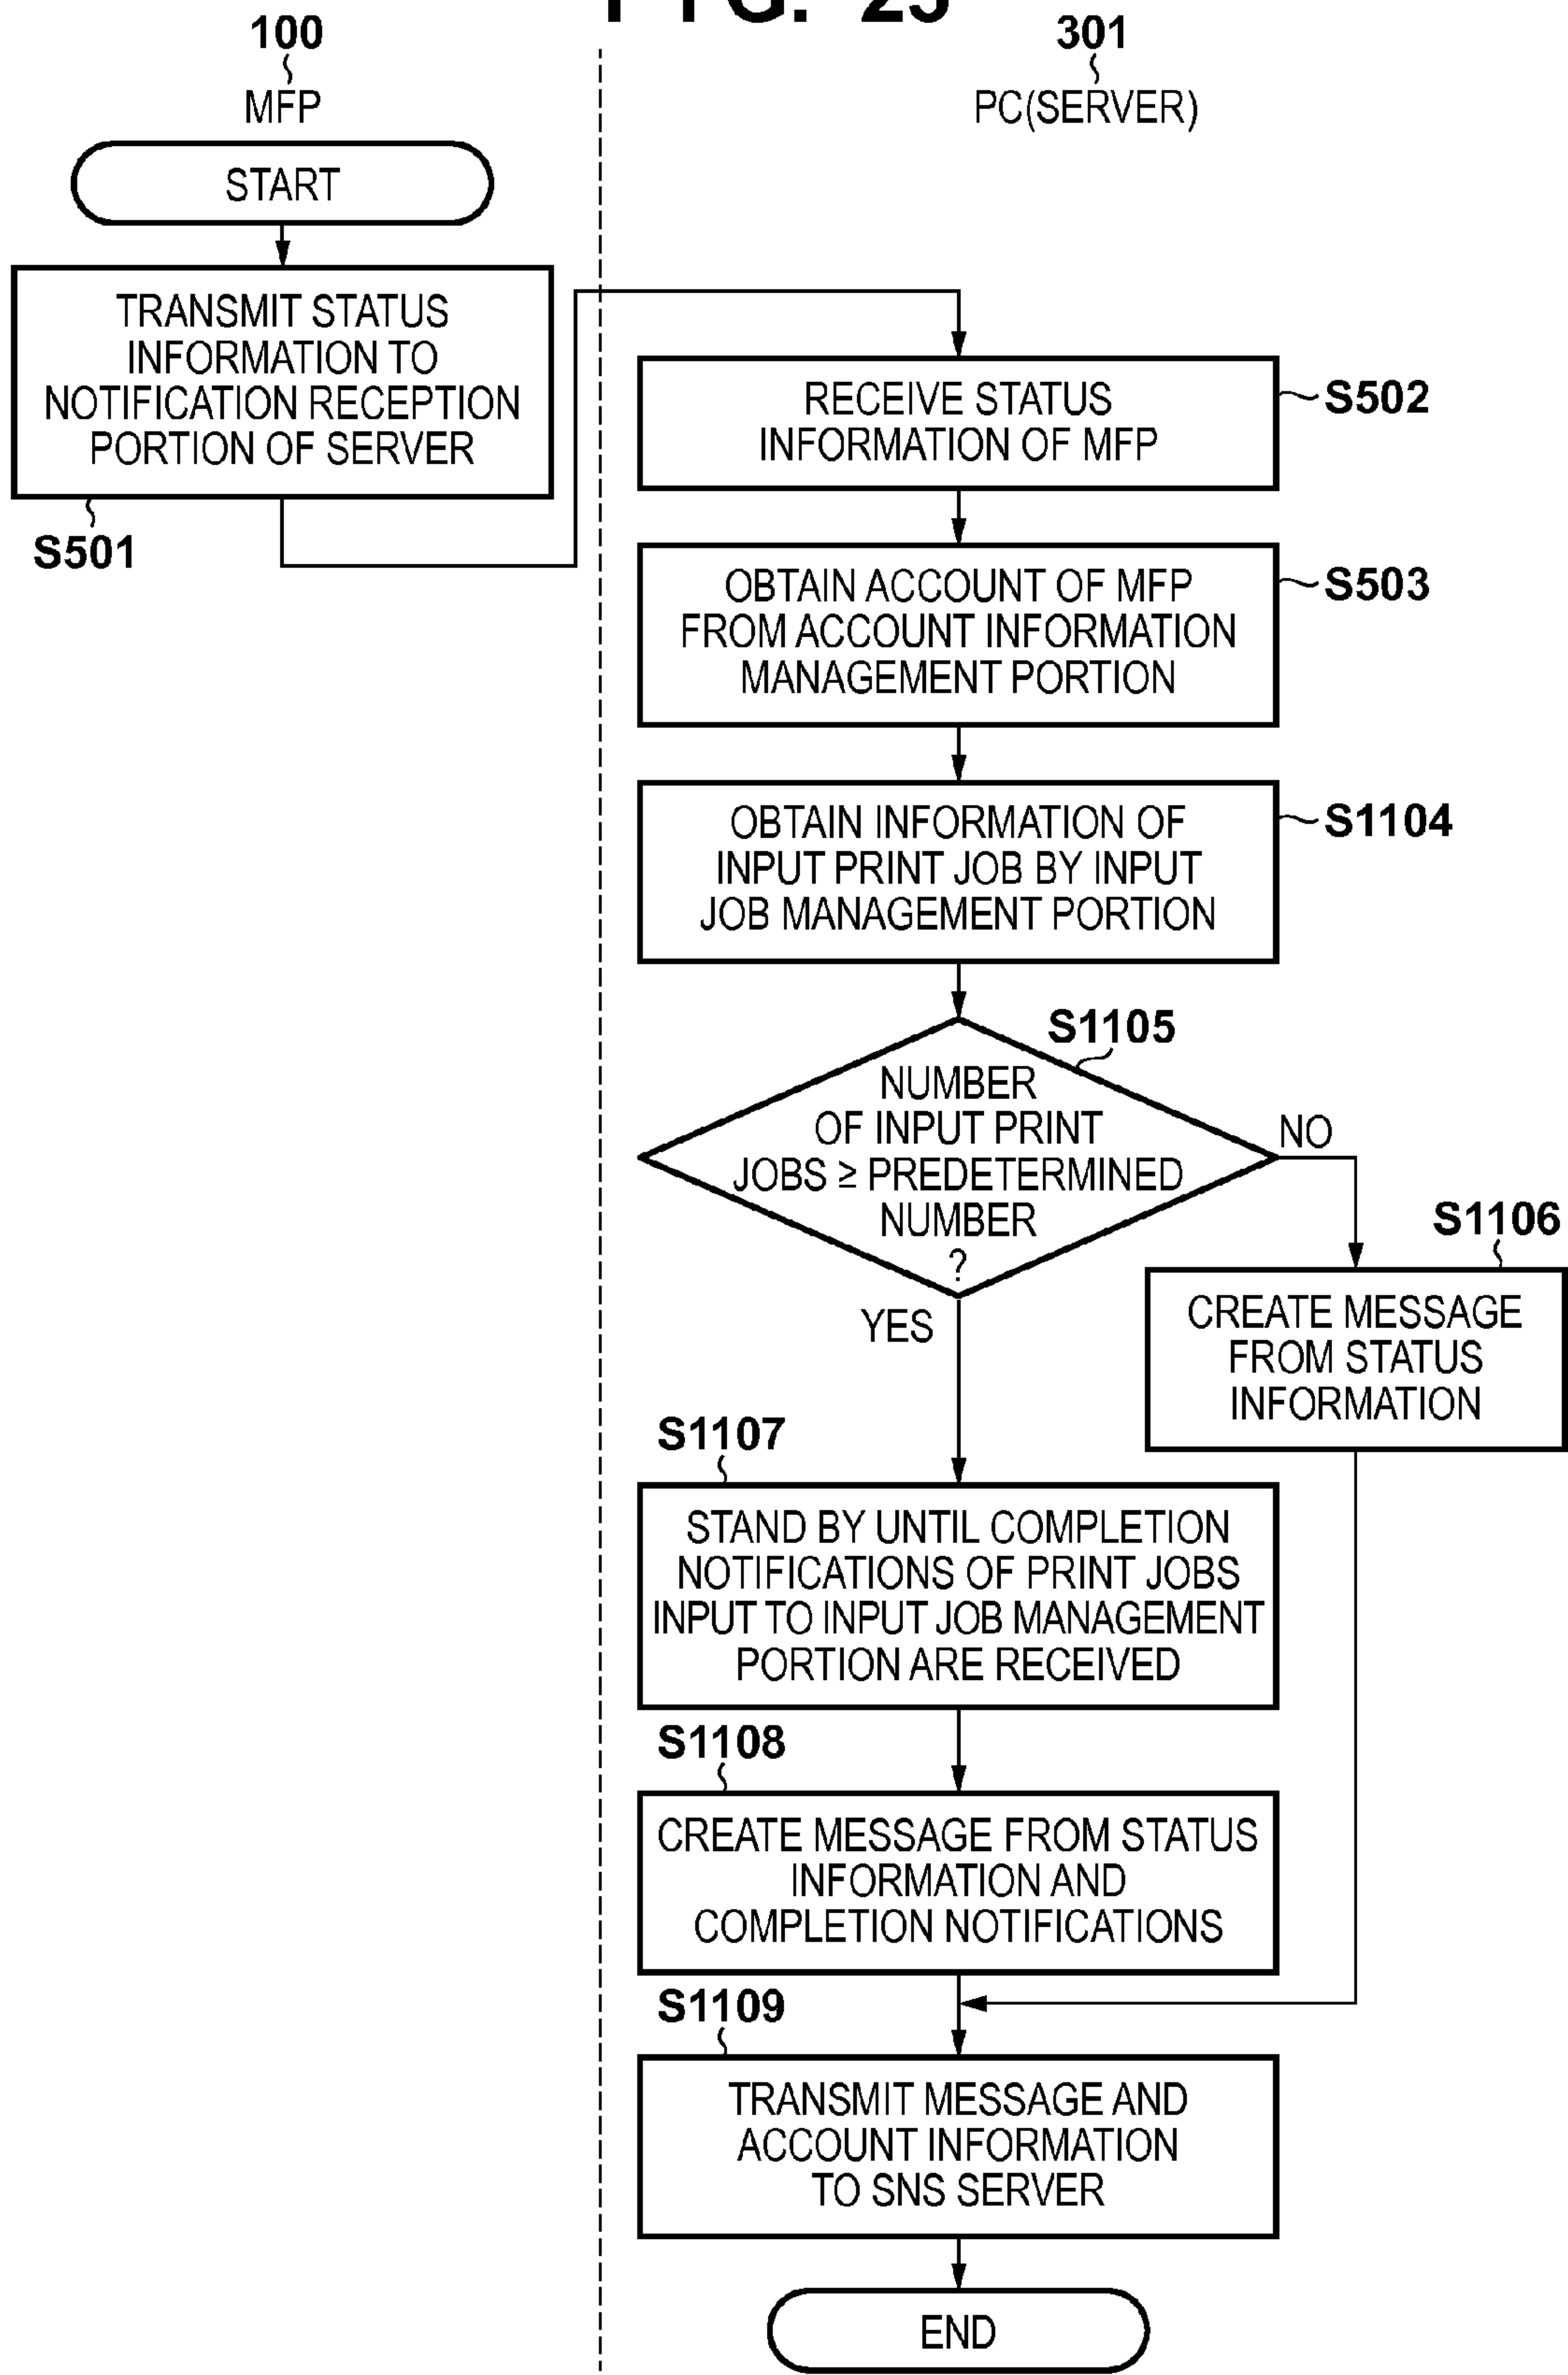 FIG.
100
MFP
301
PC(SERVER)
START
TRANSMIT STATUS
INFORMATION TO
NOTIFICATION RECEPTION
PORTION OF SERVER
S501
RECEIVE STATUS
INFORMATION OF MFP
S502
OBTAIN ACCOUNT OF MFP
FROM ACCOUNT INFORMATION
MANAGEMENT PORTION
S503
OBTAIN INFORMATION OF
INPUT PRINT JOB BY INPUT
JOB MANAGEMENT PORTION
S1104
S1105
NUMBER
OF INPUT PRINT
JOBS ≥ PREDETERMINED
NUMBER
?
NO
YES
S1106
CREATE MESSAGE
FROM STATUS
INFORMATION
S1107
STAND BY UNTIL COMPLETION
NOTIFICATIONS OF PRINT JOBS
INPUT TO INPUT JOB MANAGEMENT
PORTION ARE RECEIVED
S1108
CREATE MESSAGE FROM STATUS
INFORMATION AND
COMPLETION NOTIFICATIONS
S1109
TRANSMIT MESSAGE AND
ACCOUNT INFORMATION
TO SNS SERVER
END